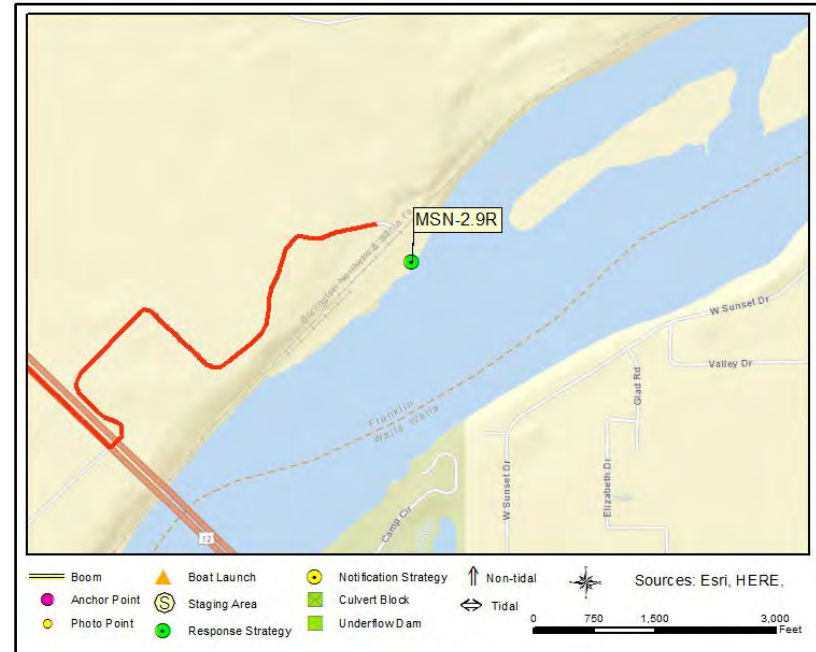 MSN-2.9R
Burlington Northern & Santa Fe
W Sunset Dr
Valley Dr
Glad Rd
Franklin
Walla Walla
W Sunset Dr
Elizabeth Dr
Camp Cir
12
Boom
Boat Launch
Notification Strategy
Non-tidal
Sources: Esri, HERE,
Anchor Point
Staging Area
S
Culvert Block
Tidal
Photo Point
Response Strategy
Underflow Dam
0 750 1,500 3,000
Feet